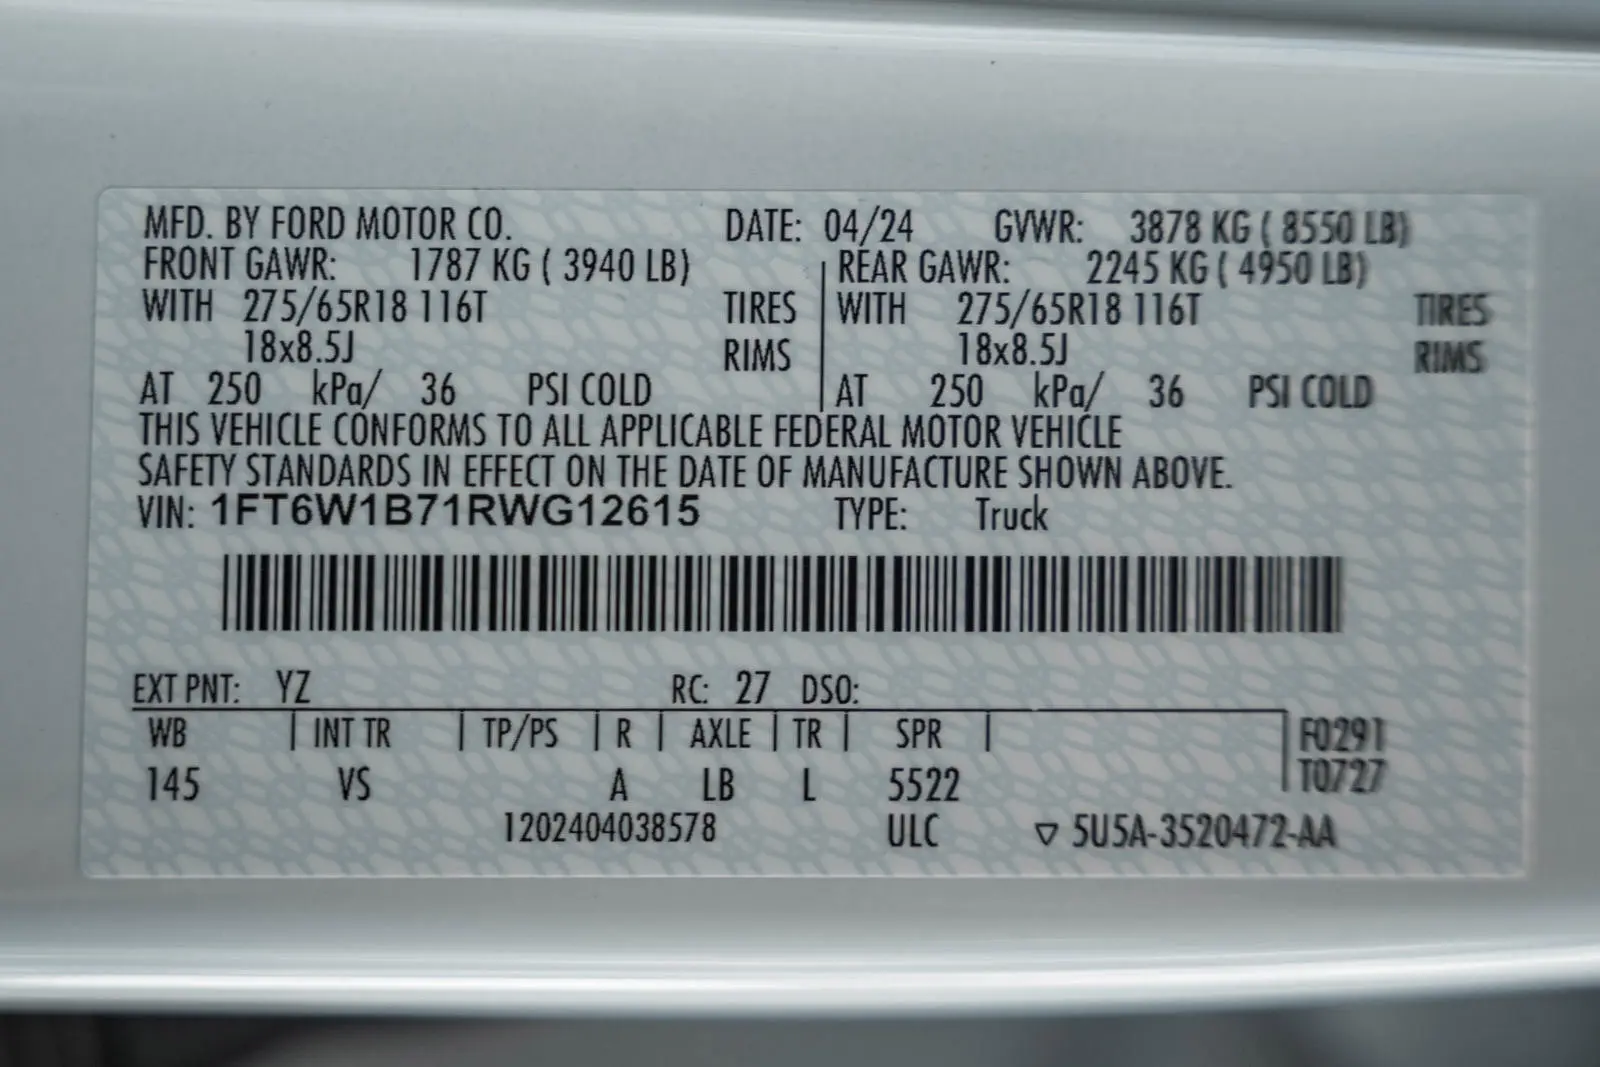 MFD. BY FORD MOTOR CO. DATE: 04/24 GVWR: 3878 KG ( 8550 LB)
FRONT GAWR: 1787 KG ( 3940 LB) REAR GAWR: 2245 KG ( 4950 LB)
WITH 275/65R18 116T TIRES WITH 275/65R18 116T TIRES
18x8.5J RIMS 18x8.5J RIMS
AT 250 kPa/ 36 PSI COLD AT 250 kPa/ 36 PSI COLD
THIS VEHICLE CONFORMS TO ALL APPLICABLE FEDERAL MOTOR VEHICLE
SAFETY STANDARDS IN EFFECT ON THE DATE OF MANUFACTURE SHOWN ABOVE.
VIN: 1FT6W1B71RWG12615 TYPE: Truck
EXT PNT: YZ RC: 27 DSO:
WB | INT TR | TP/PS | R | AXLE | TR | SPR | F0291
145 VS A LB L 5522 T0727
1202404038578 ULC ▽ 5U5A-3520472-AA